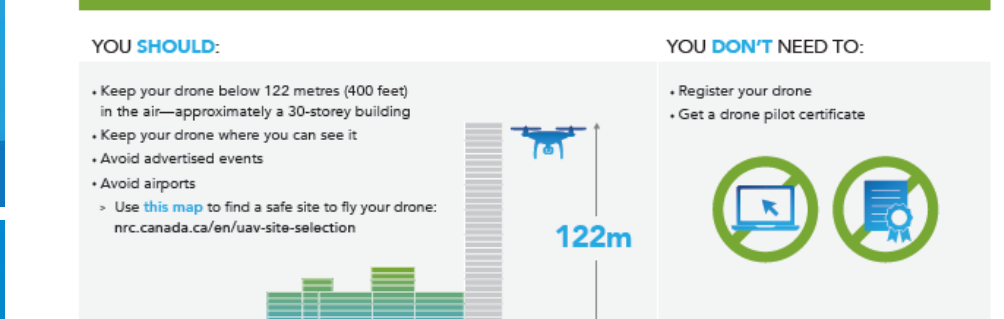 YOU SHOULD:
• Keep your drone below 122 metres (400 feet)
in the air—approximately a 30-storey building
• Keep your drone where you can see it
• Avoid advertised events
• Avoid airports
> Use this map to find a safe site to fly your drone:
nrc.canada.ca/en/uav-site-selection
122m
YOU DON'T NEED TO:
• Register your drone
• Get a drone pilot certificate